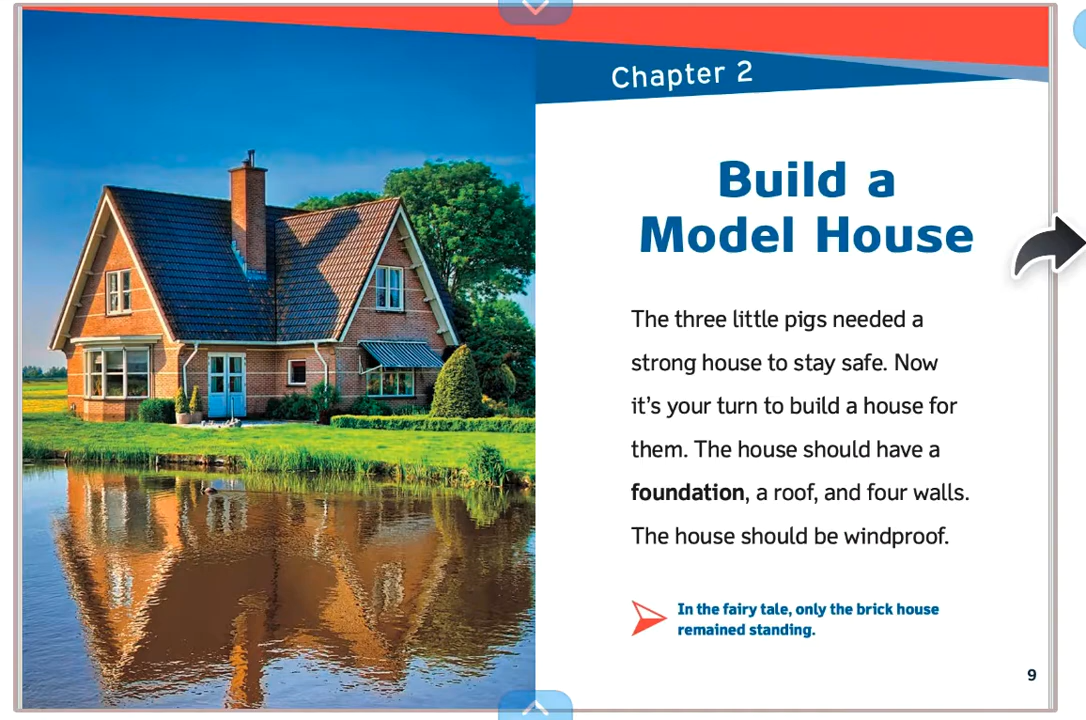 Chapter 2
Build a
Model House
The three little pigs needed a
strong house to stay safe. Now
it's your turn to build a house for
them. The house should have a
foundation, a roof, and four walls.
The house should be windproof.
In the fairy tale, only the brick house
remained standing.
9